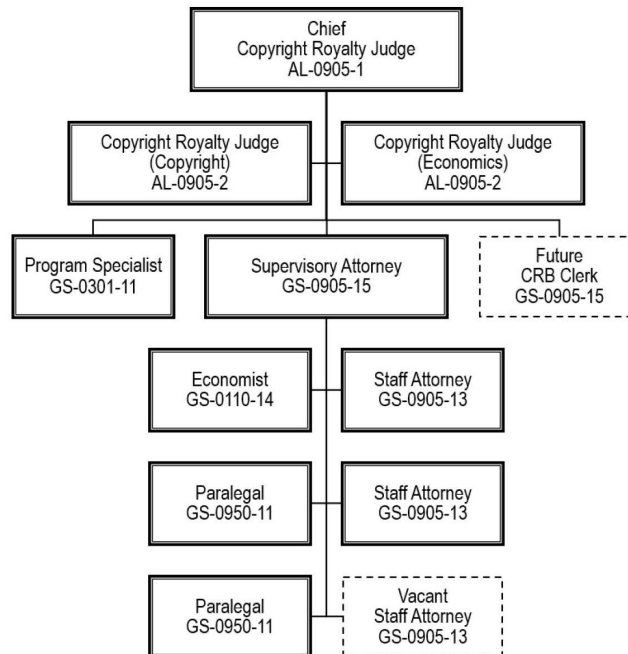 Chief
Copyright Royalty Judge
AL-0905-1
Copyright Royalty Judge
(Copyright)
AL-0905-2
Copyright Royalty Judge
(Economics)
AL-0905-2
Program Specialist
GS-0301-11
Supervisory Attorney
GS-0905-15
Future
CRB Clerk
GS-0905-15
Economist
GS-0110-14
Staff Attorney
GS-0905-13
Paralegal
GS-0950-11
Staff Attorney
GS-0905-13
Paralegal
GS-0950-11
Vacant
Staff Attorney
GS-0905-13